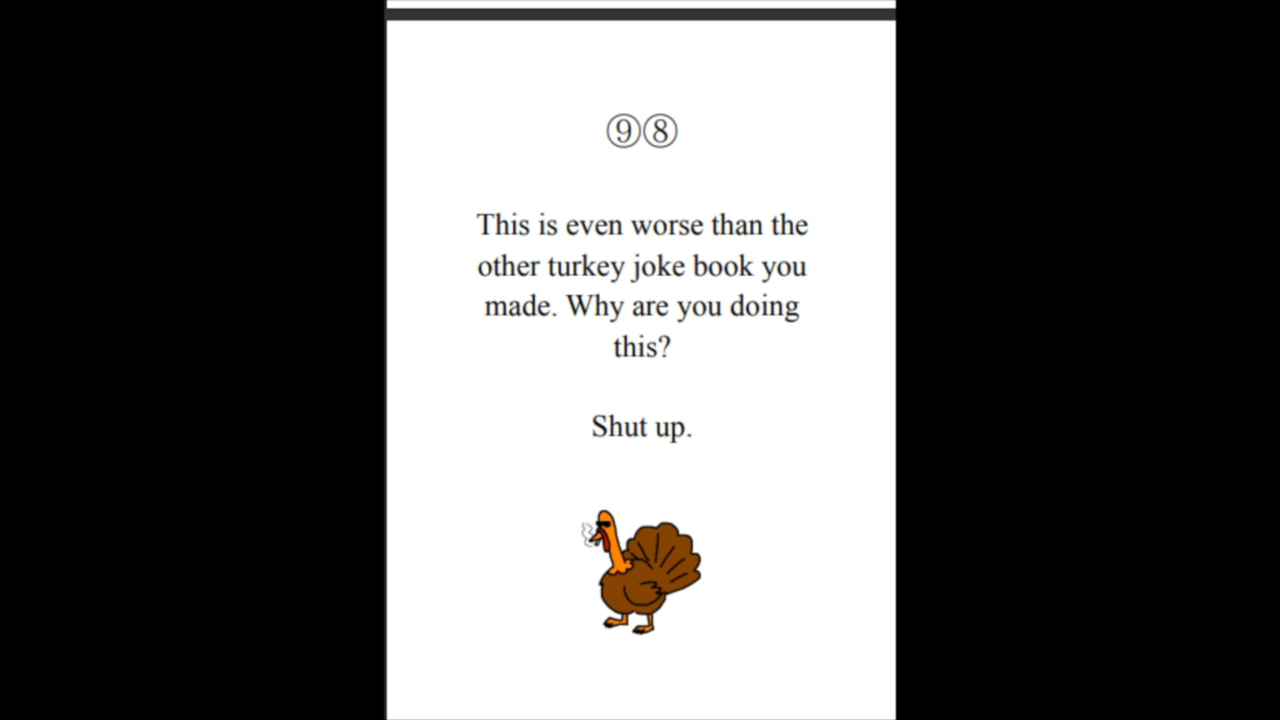 ⑨⑧
This is even worse than the
other turkey joke book you
made. Why are you doing
this?
Shut up.